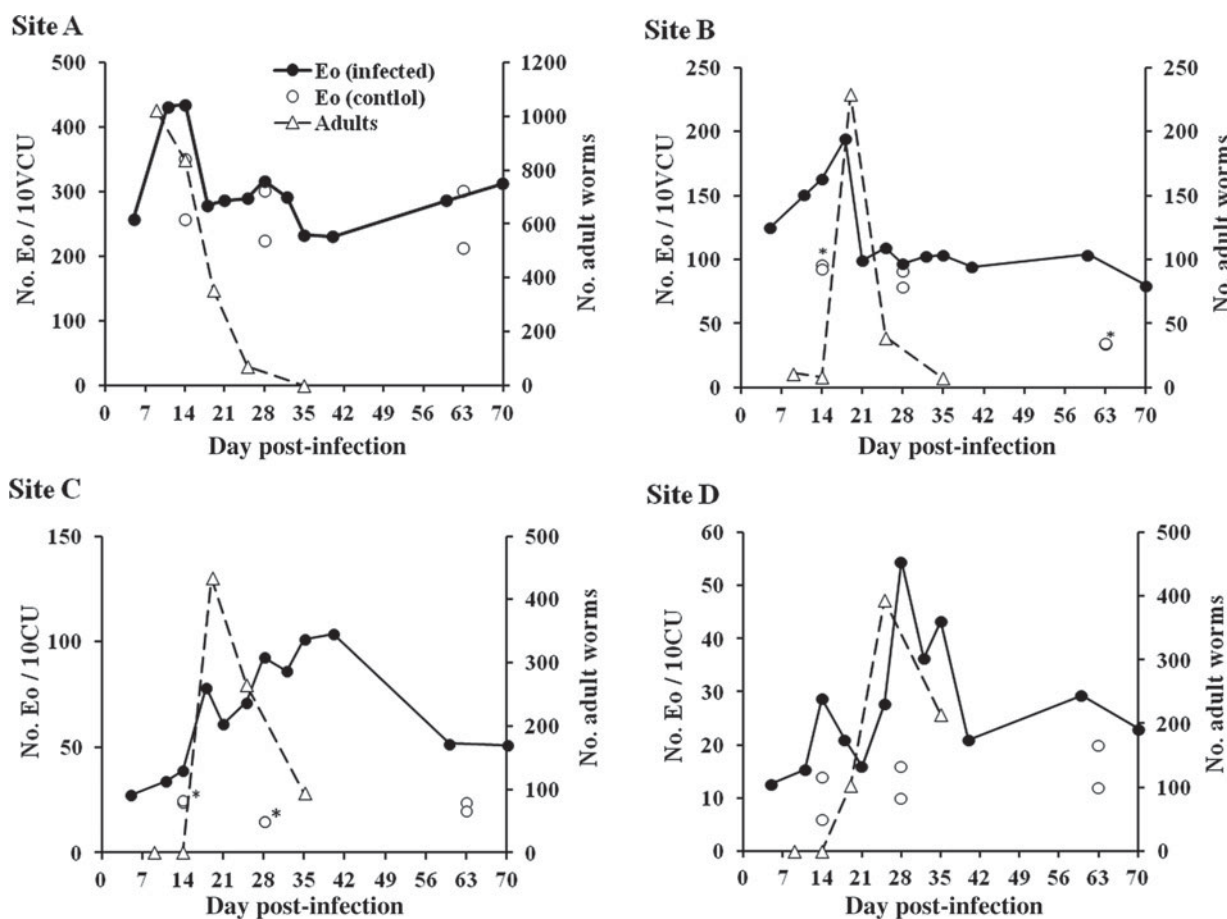 Site A
500
400
300
200
100
0
No. Eo / 10VCU
Eo (infected)
Eo (contlol)
Adults
1200
1000
800
600
400
200
0
No. adult worms
0 7 14 21 28 35 42 49 56 63 70
Day post-infection
Site B
250
200
150
100
50
0
No. Eo / 10VCU
*
*
250
200
150
100
50
0
No. adult worms
0 7 14 21 28 35 42 49 56 63 70
Day post-infection
Site C
150
100
50
0
No. Eo / 10CU
*
*
500
400
300
200
100
0
No. adult worms
0 7 14 21 28 35 42 49 56 63 70
Day post-infection
Site D
60
50
40
30
20
10
0
No. Eo / 10CU
500
400
300
200
100
0
No. adult worms
0 7 14 21 28 35 42 49 56 63 70
Day post-infection